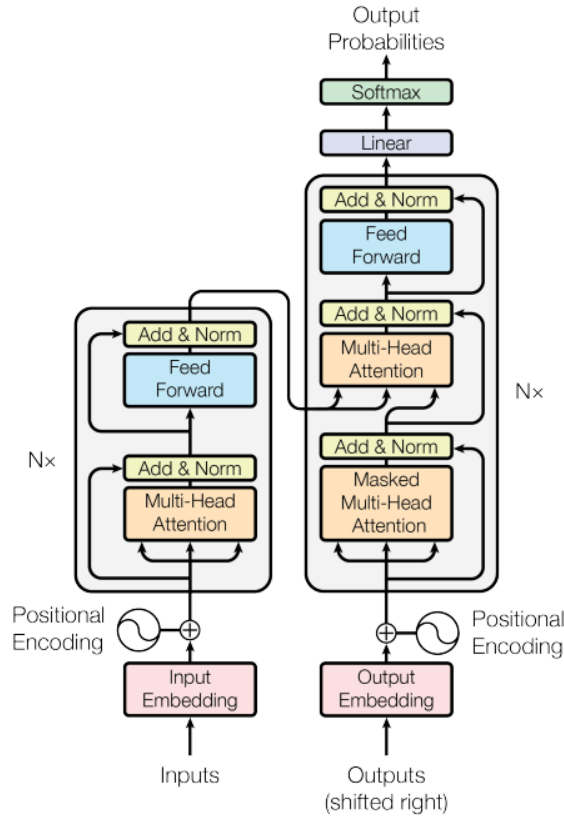 Output
Probabilities
Softmax
Linear
Add & Norm
Feed
Forward
Add & Norm
Multi-Head
Attention
Add & Norm
Masked
Multi-Head
Attention
N×
Add & Norm
Feed
Forward
Add & Norm
Multi-Head
Attention
N×
Positional
Encoding
Positional
Encoding
Input
Embedding
Output
Embedding
Inputs
Outputs
(shifted right)